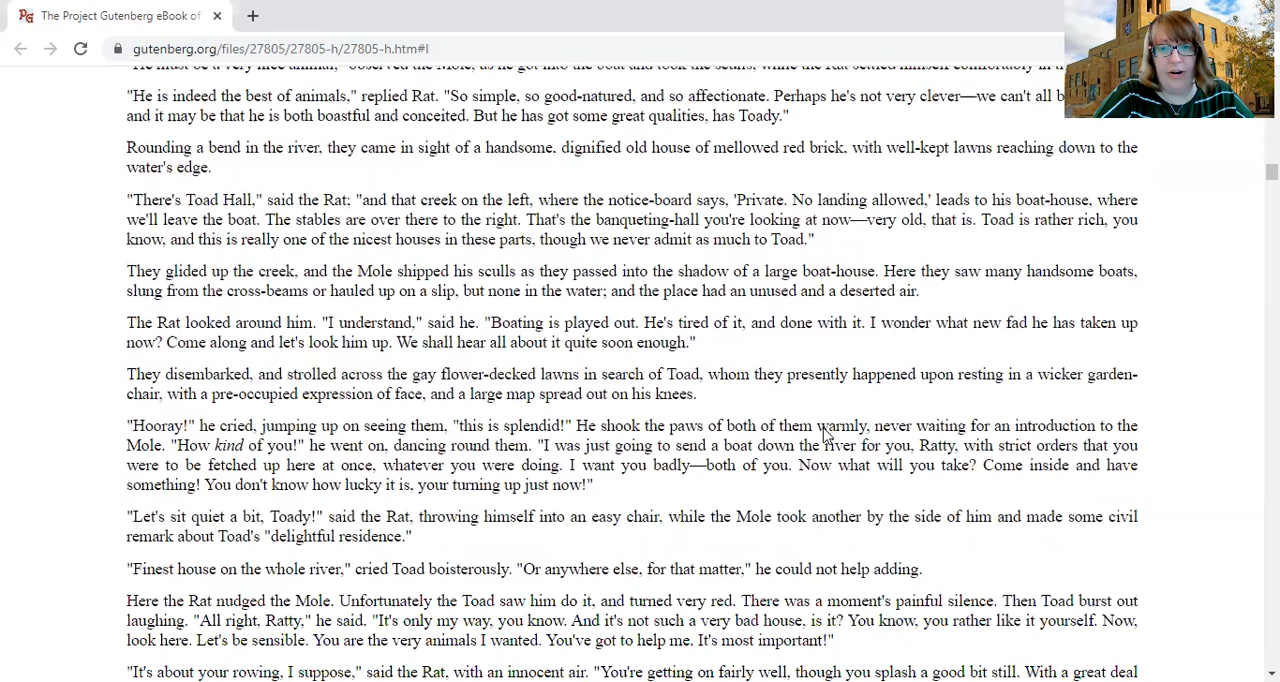 The Project Gutenberg eBook of
gutenberg.org/files/27805/27805-h/27805-h.htm#I
"He must be a very nice animal," observed the Mole, as he got into the boat and took the sculls, while the Rat settled himself comfortably in
"He is indeed the best of animals," replied Rat. "So simple, so good-natured, and so affectionate. Perhaps he's not very clever—we can't all
and it may be that he is both boastful and conceited. But he has got some great qualities, has Toady."
Rounding a bend in the river, they came in sight of a handsome, dignified old house of mellowed red brick, with well-kept lawns reaching down to the
water's edge.
"There's Toad Hall," said the Rat; "and that creek on the left, where the notice-board says, 'Private. No landing allowed,' leads to his boat-house, where
we'll leave the boat. The stables are over there to the right. That's the banqueting-hall you're looking at now—very old, that is. Toad is rather rich, you
know, and this is really one of the nicest houses in these parts, though we never admit as much to Toad."
They glided up the creek, and the Mole shipped his sculls as they passed into the shadow of a large boat-house. Here they saw many handsome boats,
slung from the cross-beams or hauled up on a slip, but none in the water; and the place had an unused and a deserted air.
The Rat looked around him. "I understand," said he. "Boating is played out. He's tired of it, and done with it. I wonder what new fad he has taken up
now? Come along and let's look him up. We shall hear all about it quite soon enough."
They disembarked, and strolled across the gay flower-decked lawns in search of Toad, whom they presently happened upon resting in a wicker garden-
chair, with a pre-occupied expression of face, and a large map spread out on his knees.
"Hooray!" he cried, jumping up on seeing them, "this is splendid!" He shook the paws of both of them warmly, never waiting for an introduction to the
Mole. "How kind of you!" he went on, dancing round them. "I was just going to send a boat down the river for you, Ratty, with strict orders that you
were to be fetched up here at once, whatever you were doing. I want you badly—both of you. Now what will you take? Come inside and have
something! You don't know how lucky it is, your turning up just now!"
"Let's sit quiet a bit, Toady!" said the Rat, throwing himself into an easy chair, while the Mole took another by the side of him and made some civil
remark about Toad's "delightful residence."
"Finest house on the whole river," cried Toad boisterously. "Or anywhere else, for that matter," he could not help adding.
Here the Rat nudged the Mole. Unfortunately the Toad saw him do it, and turned very red. There was a moment's painful silence. Then Toad burst out
laughing. "All right, Ratty," he said. "It's only my way, you know. And it's not such a very bad house, is it? You know, you rather like it yourself. Now,
look here. Let's be sensible. You are the very animals I wanted. You've got to help me. It's most important!"
"It's about your rowing, I suppose," said the Rat, with an innocent air. "You're getting on fairly well, though you splash a good bit still. With a great deal